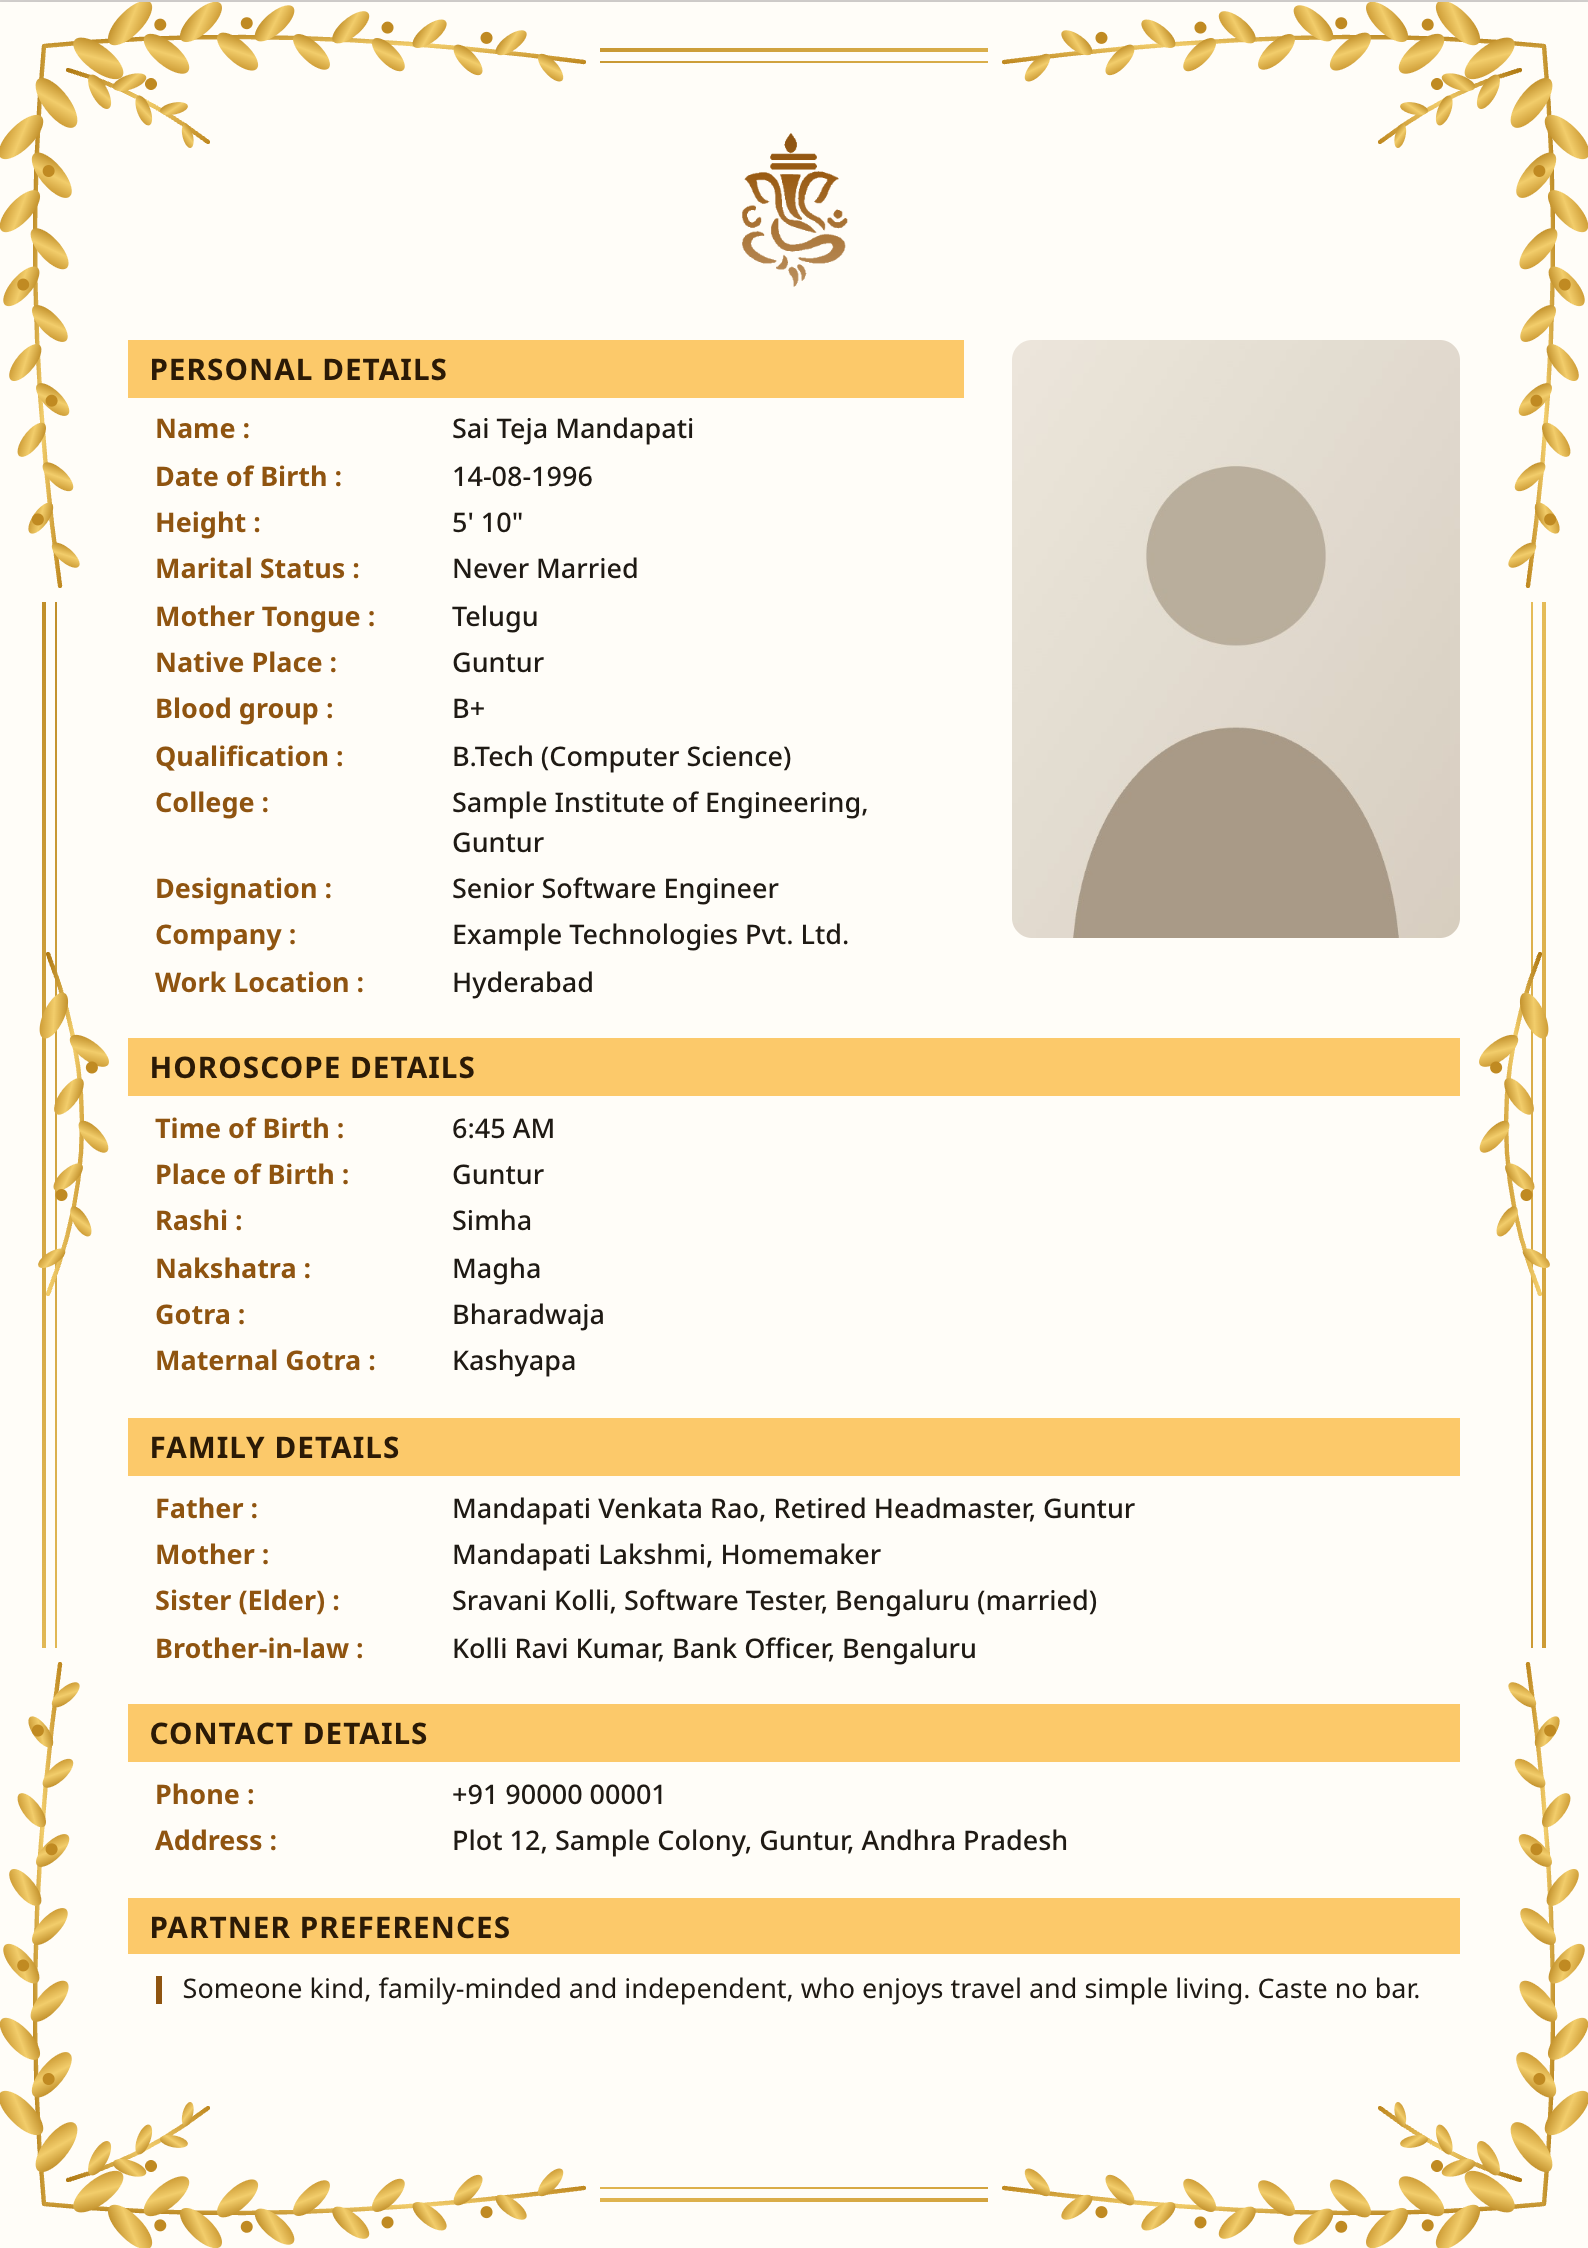 PERSONAL DETAILS
Name : Sai Teja Mandapati
Date of Birth : 14-08-1996
Height : 5' 10"
Marital Status : Never Married
Mother Tongue : Telugu
Native Place : Guntur
Blood group : B+
Qualification : B.Tech (Computer Science)
College : Sample Institute of Engineering,
Guntur
Designation : Senior Software Engineer
Company : Example Technologies Pvt. Ltd.
Work Location : Hyderabad
HOROSCOPE DETAILS
Time of Birth : 6:45 AM
Place of Birth : Guntur
Rashi : Simha
Nakshatra : Magha
Gotra : Bharadwaja
Maternal Gotra : Kashyapa
FAMILY DETAILS
Father : Mandapati Venkata Rao, Retired Headmaster, Guntur
Mother : Mandapati Lakshmi, Homemaker
Sister (Elder) : Sravani Kolli, Software Tester, Bengaluru (married)
Brother-in-law : Kolli Ravi Kumar, Bank Officer, Bengaluru
CONTACT DETAILS
Phone : +91 90000 00001
Address : Plot 12, Sample Colony, Guntur, Andhra Pradesh
PARTNER PREFERENCES
Someone kind, family-minded and independent, who enjoys travel and simple living. Caste no bar.